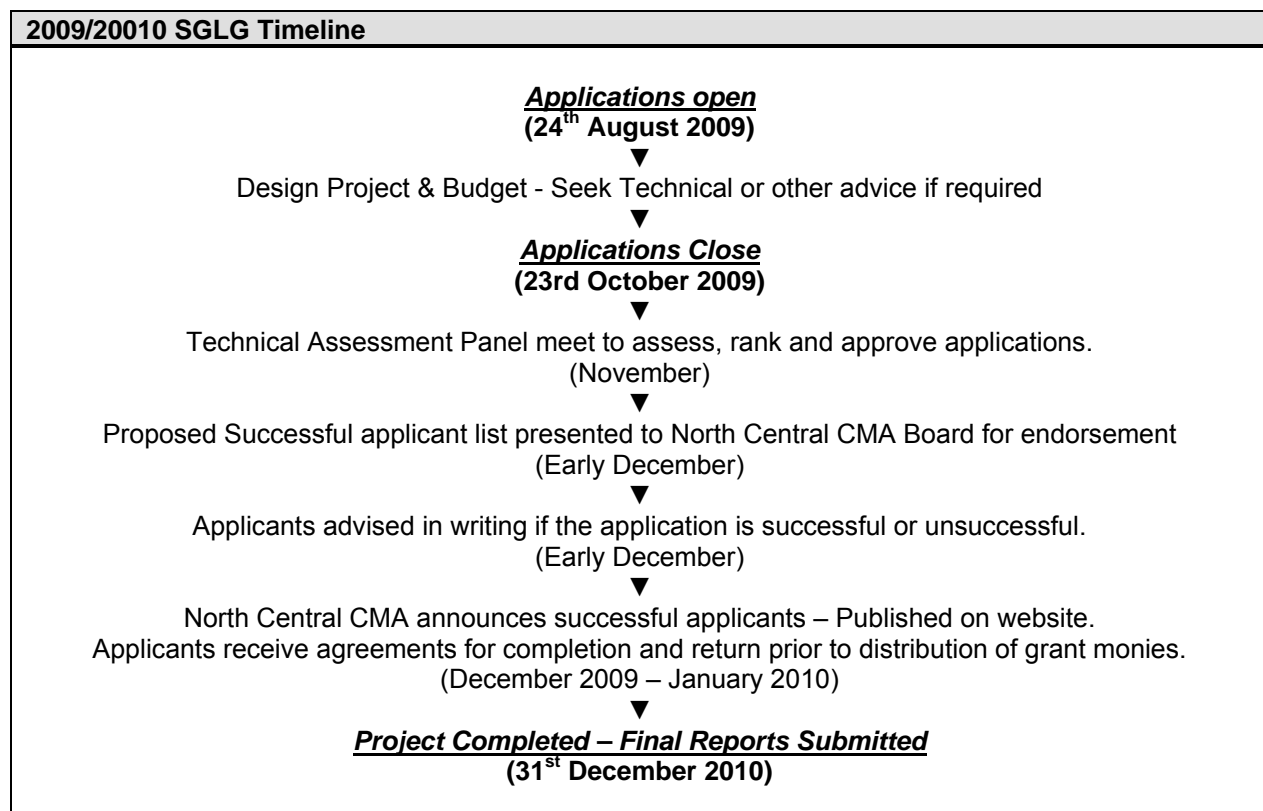 2009/20010 SGLG Timeline
Applications open
(24th August 2009)
▼
Design Project & Budget - Seek Technical or other advice if required
▼
Applications Close
(23rd October 2009)
▼
Technical Assessment Panel meet to assess, rank and approve applications.
(November)
▼
Proposed Successful applicant list presented to North Central CMA Board for endorsement
(Early December)
▼
Applicants advised in writing if the application is successful or unsuccessful.
(Early December)
▼
North Central CMA announces successful applicants – Published on website.
Applicants receive agreements for completion and return prior to distribution of grant monies.
(December 2009 – January 2010)
▼
Project Completed – Final Reports Submitted
(31st December 2010)